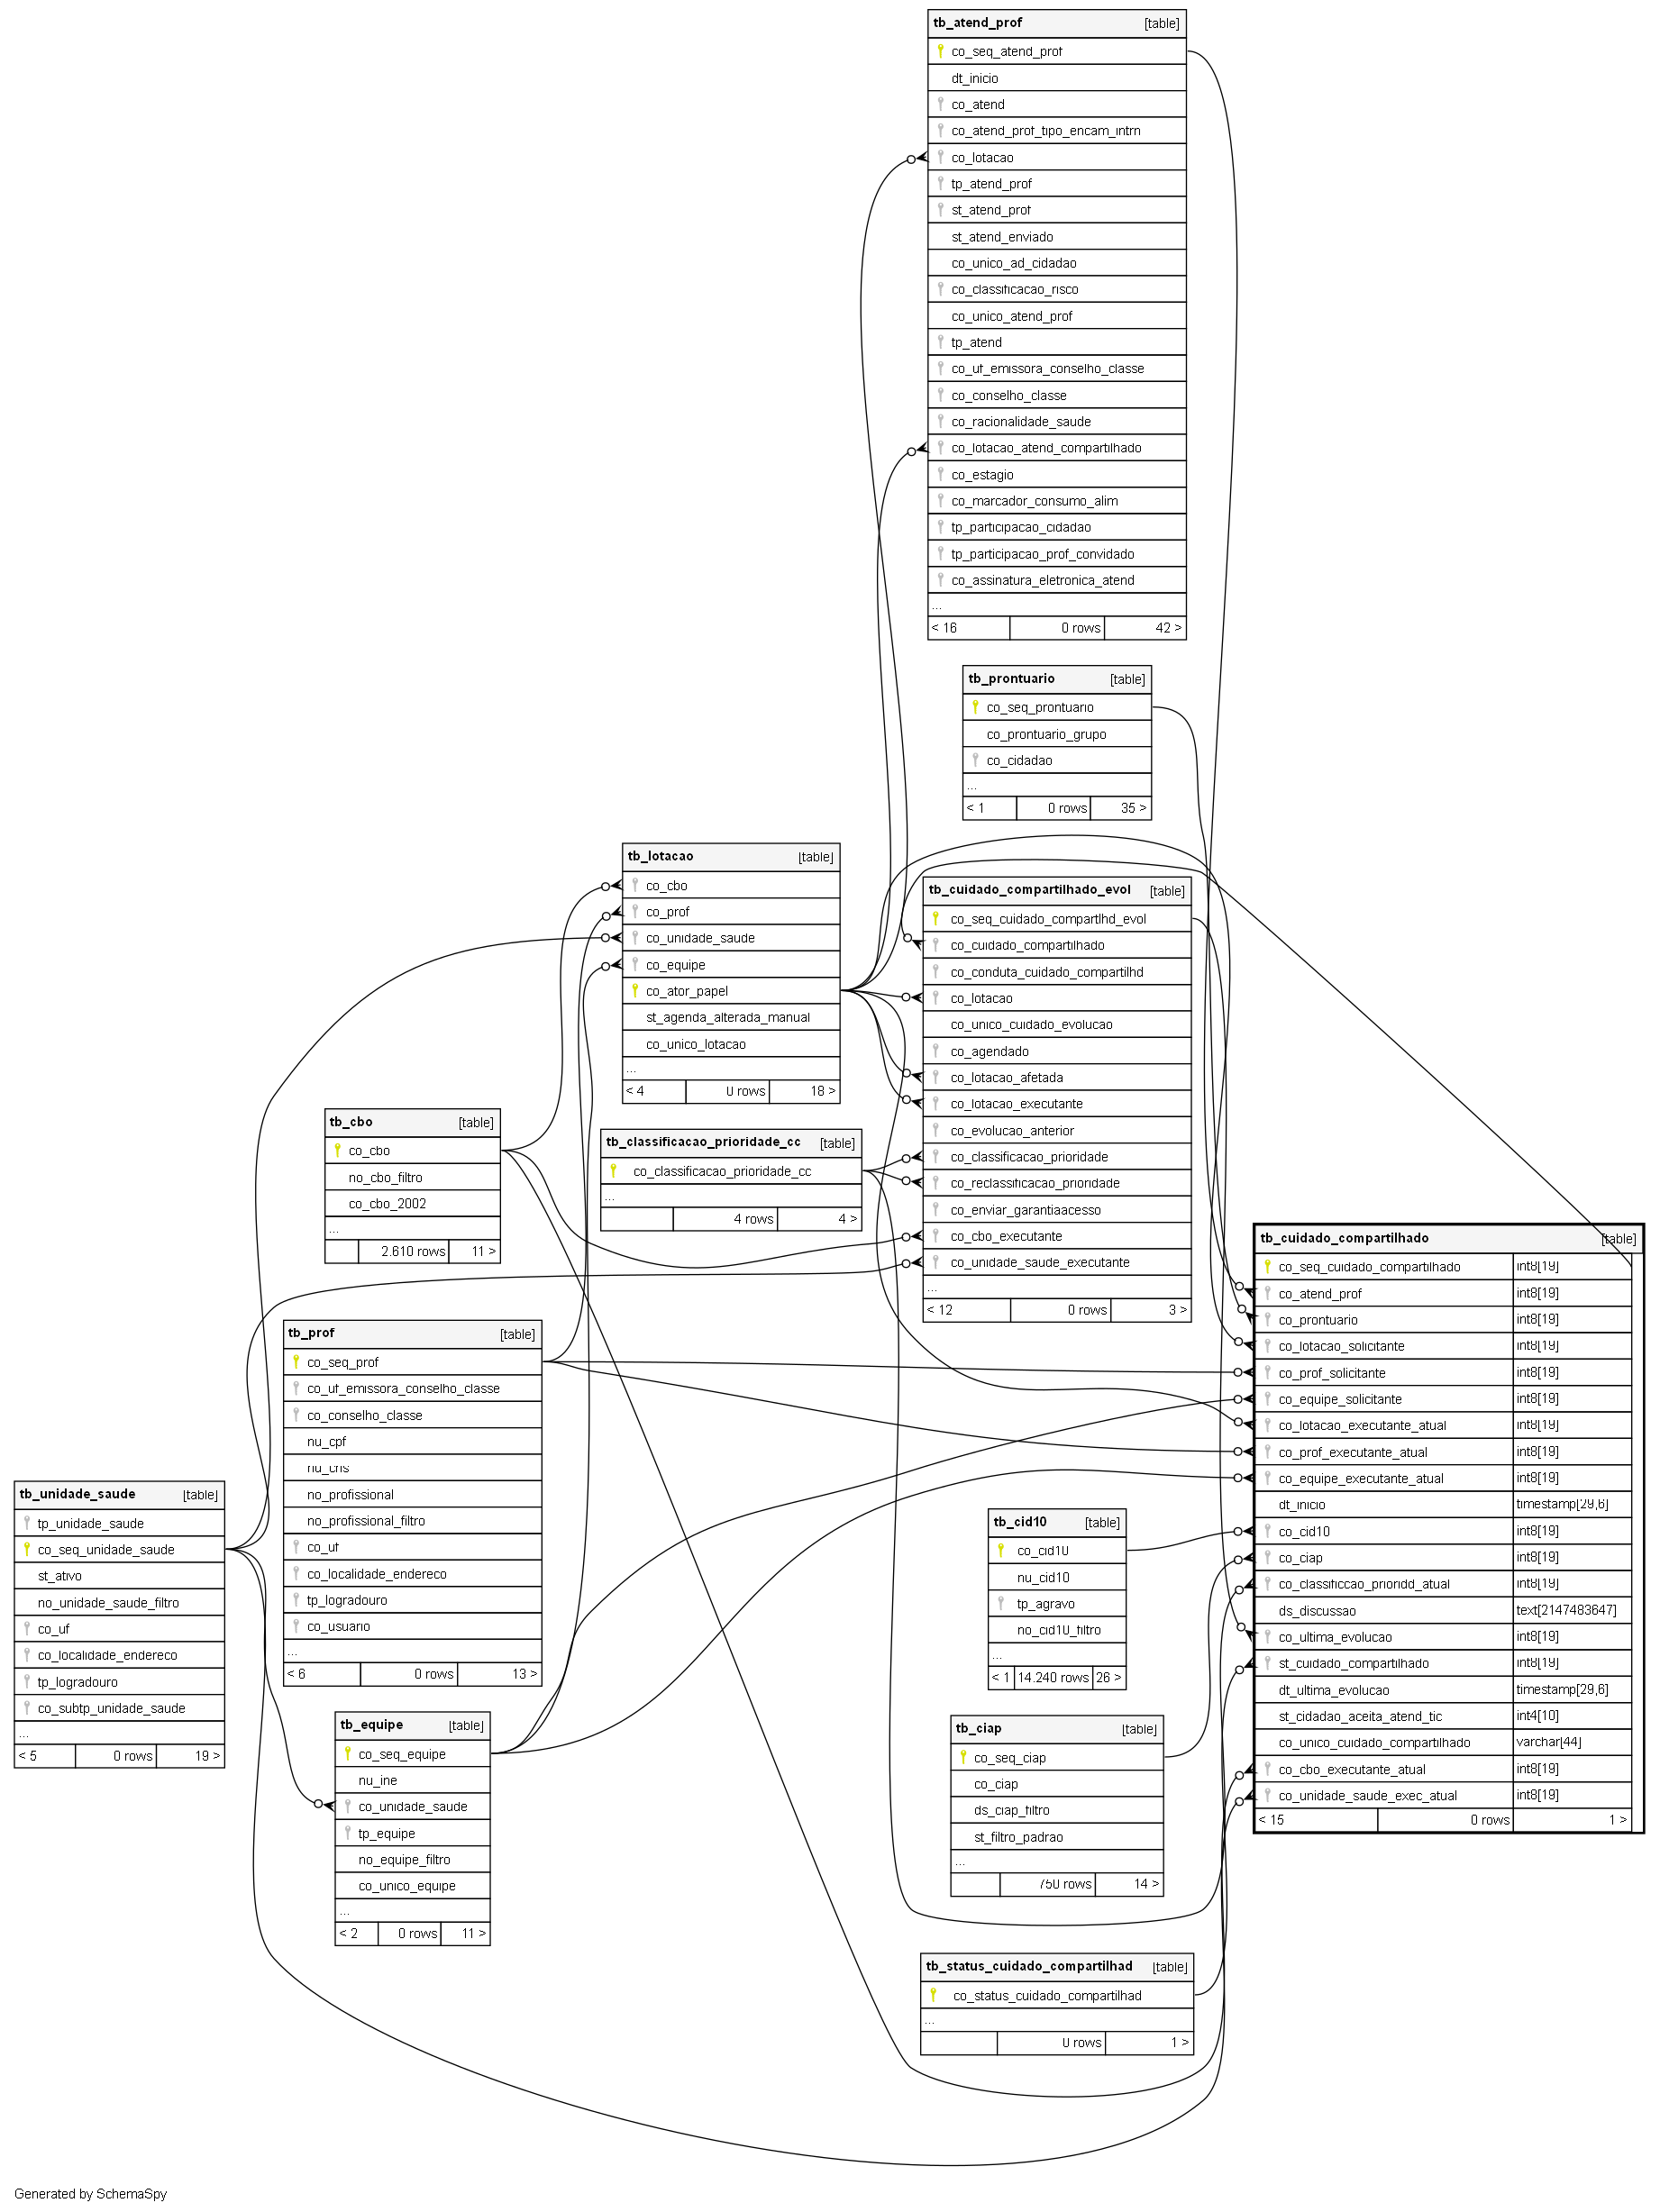 tb_atend_prof [table]
co_seq_atend_prof
dt_inicio
co_atend
co_atend_prof_tipo_encam_intrn
co_lotacao
tp_atend_prof
st_atend_prof
st_atend_enviado
co_unico_ad_cidadao
co_classificacao_risco
co_unico_atend_prof
tp_atend
co_uf_emissora_conselho_classe
co_conselho_classe
co_racionalidade_saude
co_lotacao_atend_compartilhado
co_estagio
co_marcador_consumo_alim
tp_participacao_cidadao
tp_participacao_prof_convidado
co_assinatura_eletronica_atend
...
< 16 0 rows 42 >
tb_prontuario [table]
co_seq_prontuario
co_prontuario_grupo
co_cidadao
...
< 1 0 rows 35 >
tb_lotacao [table]
co_cbo
co_prof
co_unidade_saude
co_equipe
co_ator_papel
st_agenda_alterada_manual
co_unico_lotacao
...
< 4 0 rows 18 >
tb_cuidado_compartilhado_evol [table]
co_seq_cuidado_compartlhd_evol
co_cuidado_compartilhado
co_conduta_cuidado_compartilhd
co_lotacao
co_unico_cuidado_evolucao
co_agendado
co_lotacao_afetada
co_lotacao_executante
co_evolucao_anterior
co_classificacao_prioridade
co_reclassificacao_prioridade
co_enviar_garantiaacesso
co_cbo_executante
co_unidade_saude_executante
...
< 12 0 rows 3 >
tb_cbo [table]
co_cbo
no_cbo_filtro
co_cbo_2002
...
2.610 rows 11 >
tb_classificacao_prioridade_cc [table]
co_classificacao_prioridade_cc
...
4 rows 4 >
tb_cuidado_compartilhado [table]
co_seq_cuidado_compartilhado int8[19]
co_atend_prof int8[19]
co_prontuario int8[19]
co_lotacao_solicitante int8[19]
co_prof_solicitante int8[19]
co_equipe_solicitante int8[19]
co_lotacao_executante_atual int8[19]
co_prof_executante_atual int8[19]
co_equipe_executante_atual int8[19]
dt_inicio timestamp[29,6]
co_cid10 int8[19]
co_ciap int8[19]
co_classificcao_prioridd_atual int8[19]
ds_discussao text[2147483647]
co_ultima_evolucao int8[19]
st_cuidado_compartilhado int8[19]
dt_ultima_evolucao timestamp[29,6]
st_cidadao_aceita_atend_tic int4[10]
co_unico_cuidado_compartilhado varchar[44]
co_cbo_executante_atual int8[19]
co_unidade_saude_exec_atual int8[19]
< 15 0 rows 1 >
tb_prof [table]
co_seq_prof
co_uf_emissora_conselho_classe
co_conselho_classe
nu_cpf
nu_cns
no_profissional
no_profissional_filtro
co_uf
co_localidade_endereco
tp_logradouro
co_usuario
...
< 6 0 rows 13 >
tb_unidade_saude [table]
tp_unidade_saude
co_seq_unidade_saude
st_ativo
no_unidade_saude_filtro
co_uf
co_localidade_endereco
tp_logradouro
co_subtp_unidade_saude
...
< 5 0 rows 19 >
tb_equipe [table]
co_seq_equipe
nu_ine
co_unidade_saude
tp_equipe
no_equipe_filtro
co_unico_equipe
...
< 2 0 rows 11 >
tb_cid10 [table]
co_cid10
nu_cid10
tp_agravo
no_cid10_filtro
...
< 1 14.240 rows 26 >
tb_ciap [table]
co_seq_ciap
co_ciap
ds_ciap_filtro
st_filtro_padrao
...
750 rows 14 >
tb_status_cuidado_compartilhad [table]
co_status_cuidado_compartilhad
...
0 rows 1 >
Generated by SchemaSpy